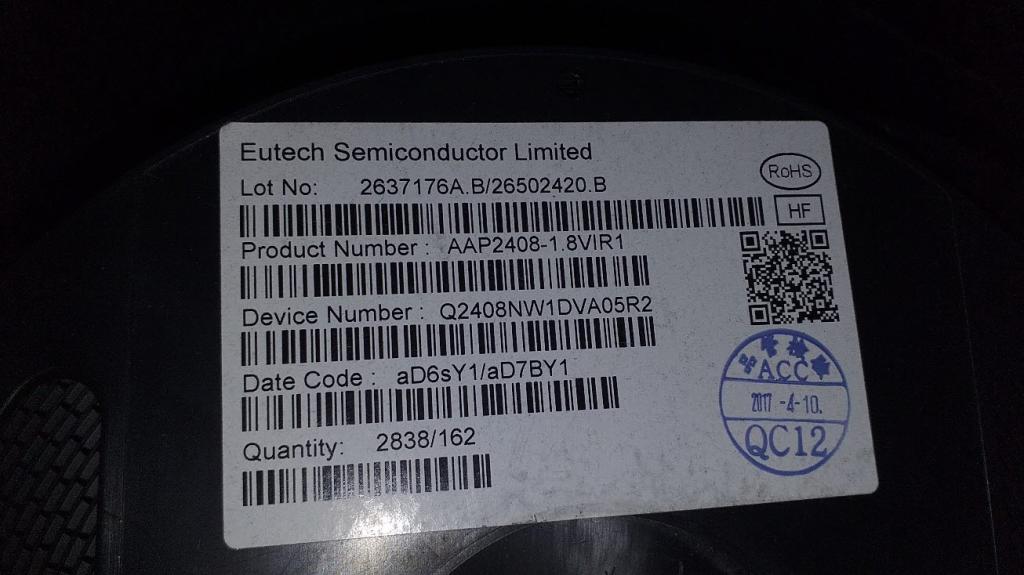 Eutech Semiconductor Limited
Lot No: 2637176A.B/26502420.B
RoHS
HF
Product Number : AAP2408-1.8VIR1
Device Number : Q2408NW1DVA05R2
Date Code : aD6sY1/aD7BY1
Quantity: 2838/162
ACC
2017 -4-10.
QC12